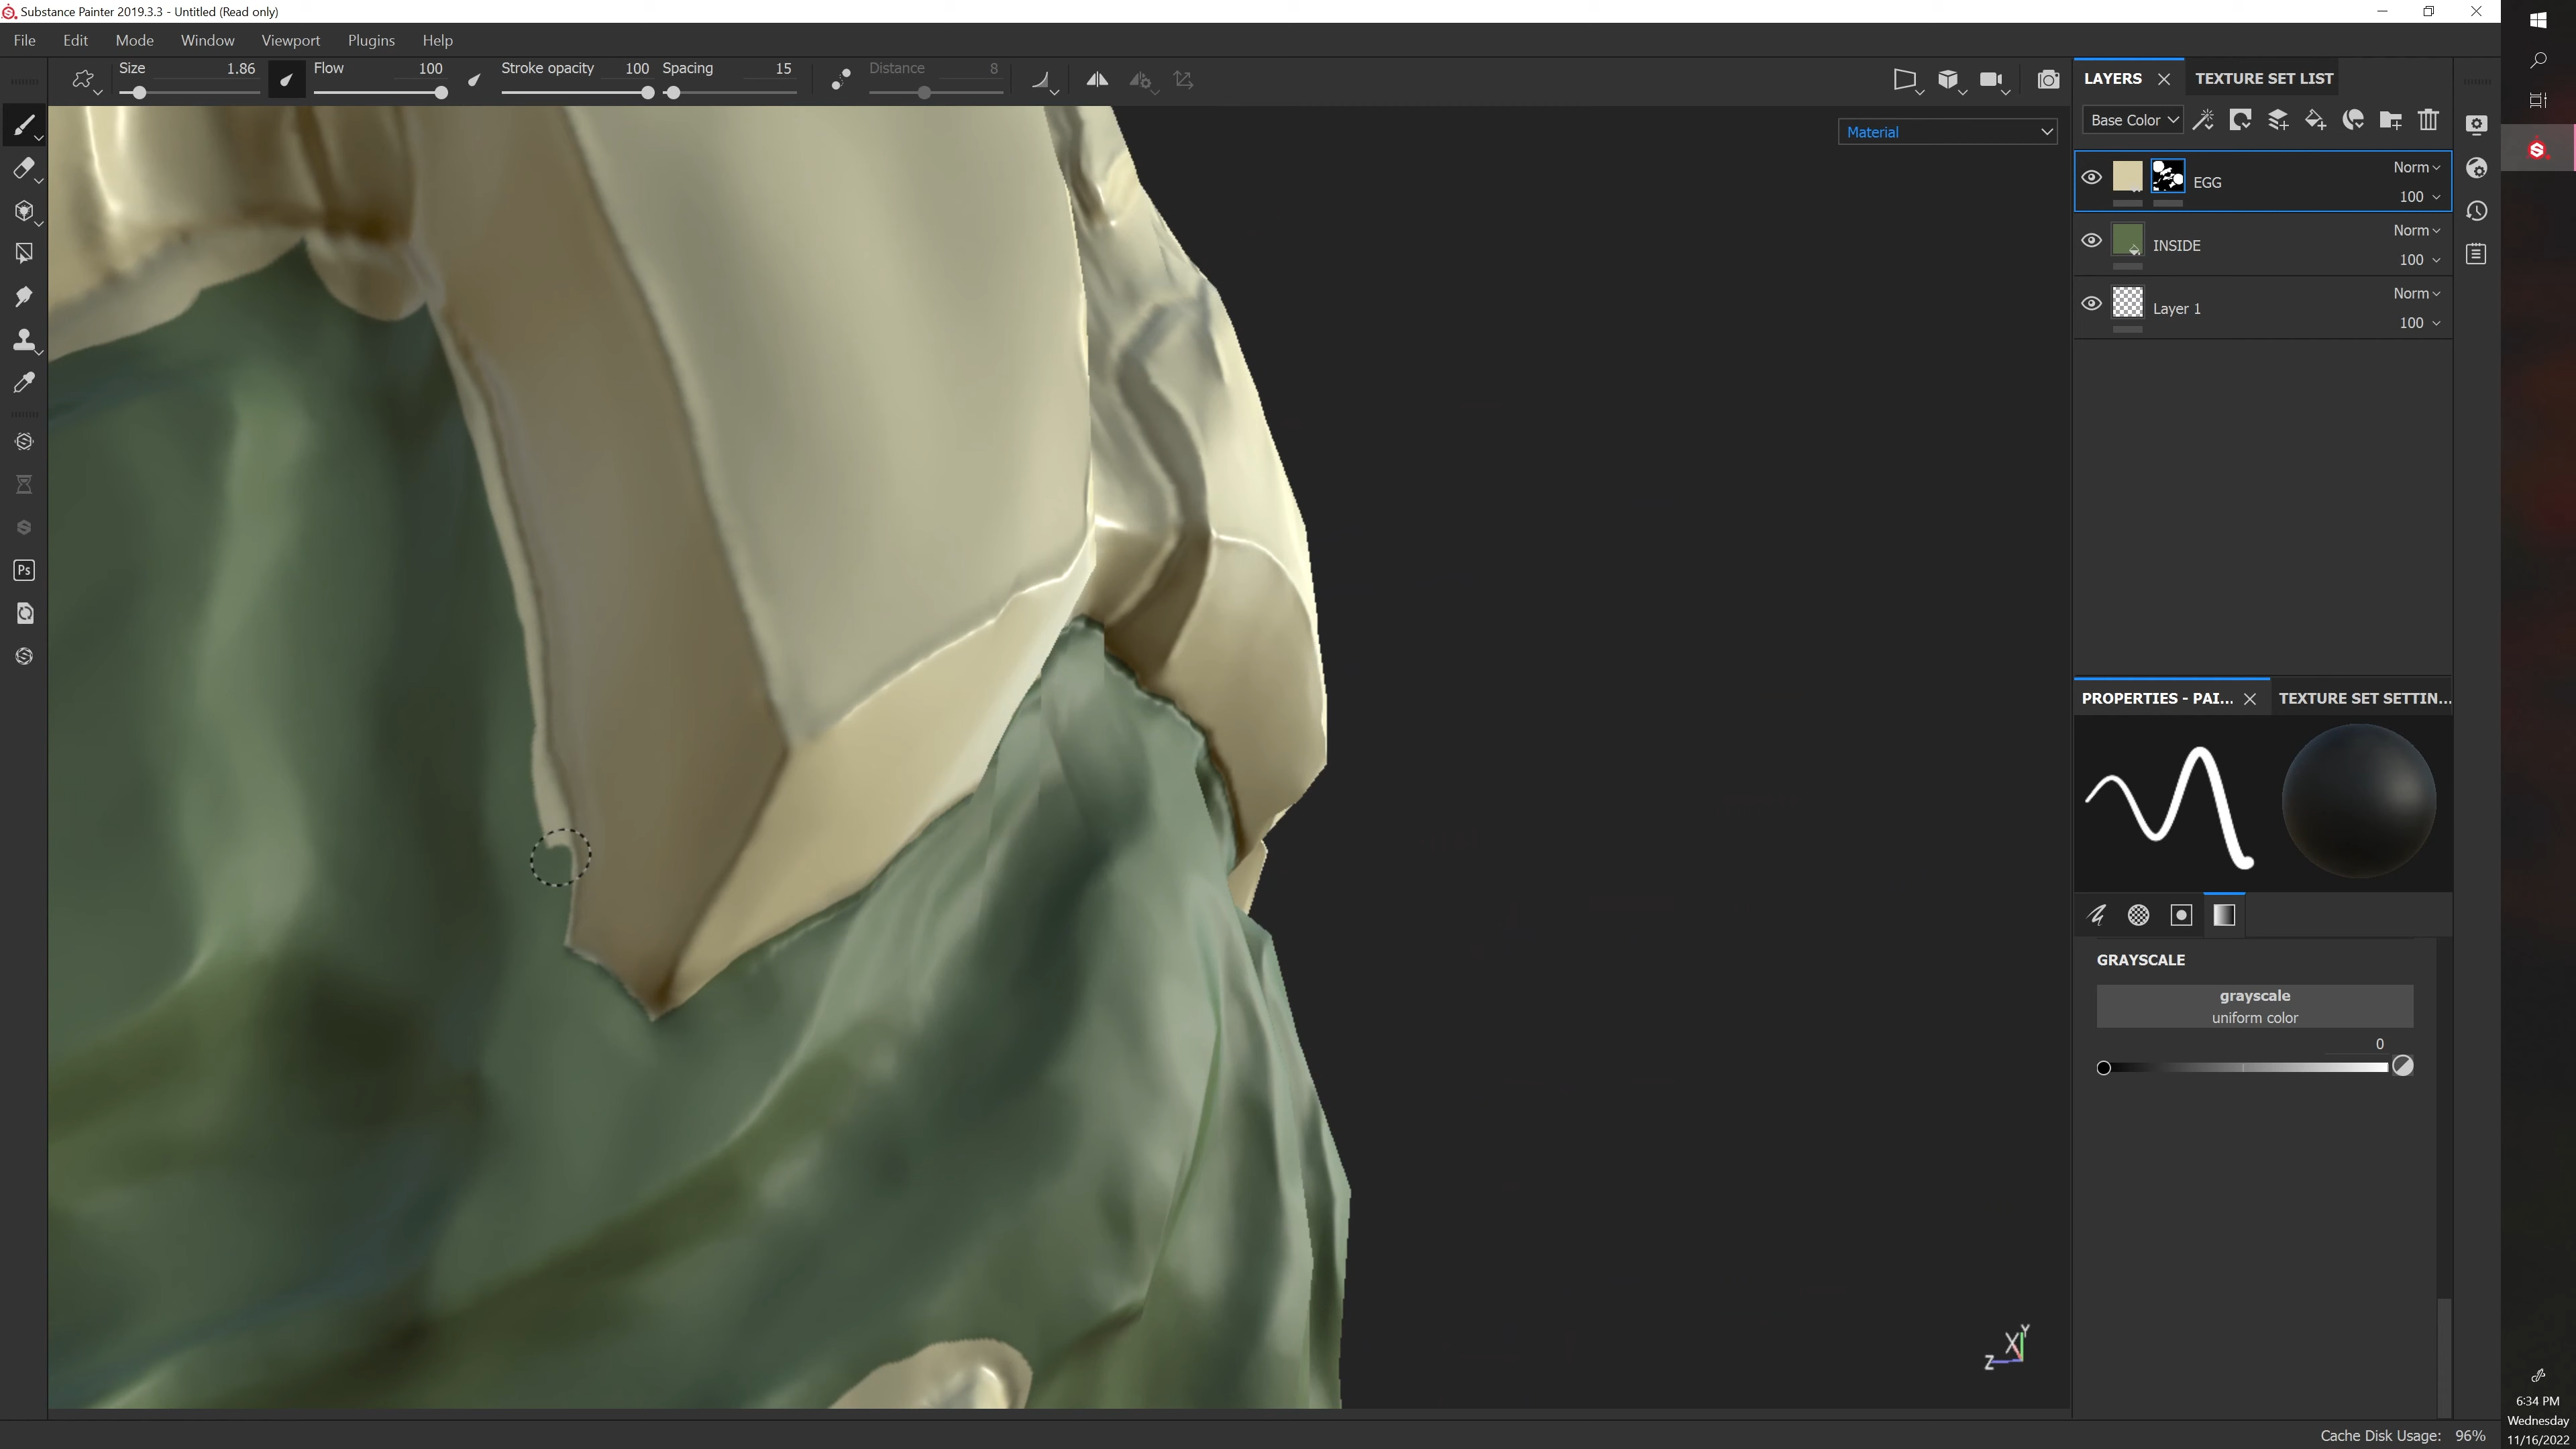 Substance Painter 2019.3.3 - Untitled (Read only)
File Edit Mode Window Viewport Plugins Help
Size 1.86 Flow 100 Stroke opacity 100 Spacing 15 Distance 8
Material
LAYERS TEXTURE SET LIST
Base Color
Norm
EGG
100
Norm
INSIDE
100
Norm
Layer 1
100
PROPERTIES - PAI... TEXTURE SET SETTIN...
GRAYSCALE
grayscale
uniform color
0
Ps
Y
X
Z
Cache Disk Usage: 96%
6:34 PM
Wednesday
11/16/2022